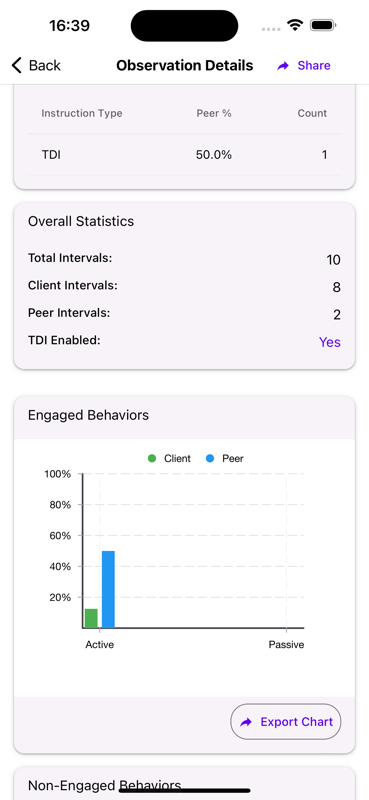 16:39
Back Observation Details Share
Instruction Type Peer % Count
TDI 50.0% 1
Overall Statistics
Total Intervals: 10
Client Intervals: 8
Peer Intervals: 2
TDI Enabled: Yes
Engaged Behaviors
Client Peer
100%
80%
60%
40%
20%
Active Passive
Export Chart
Non-Engaged Behaviors